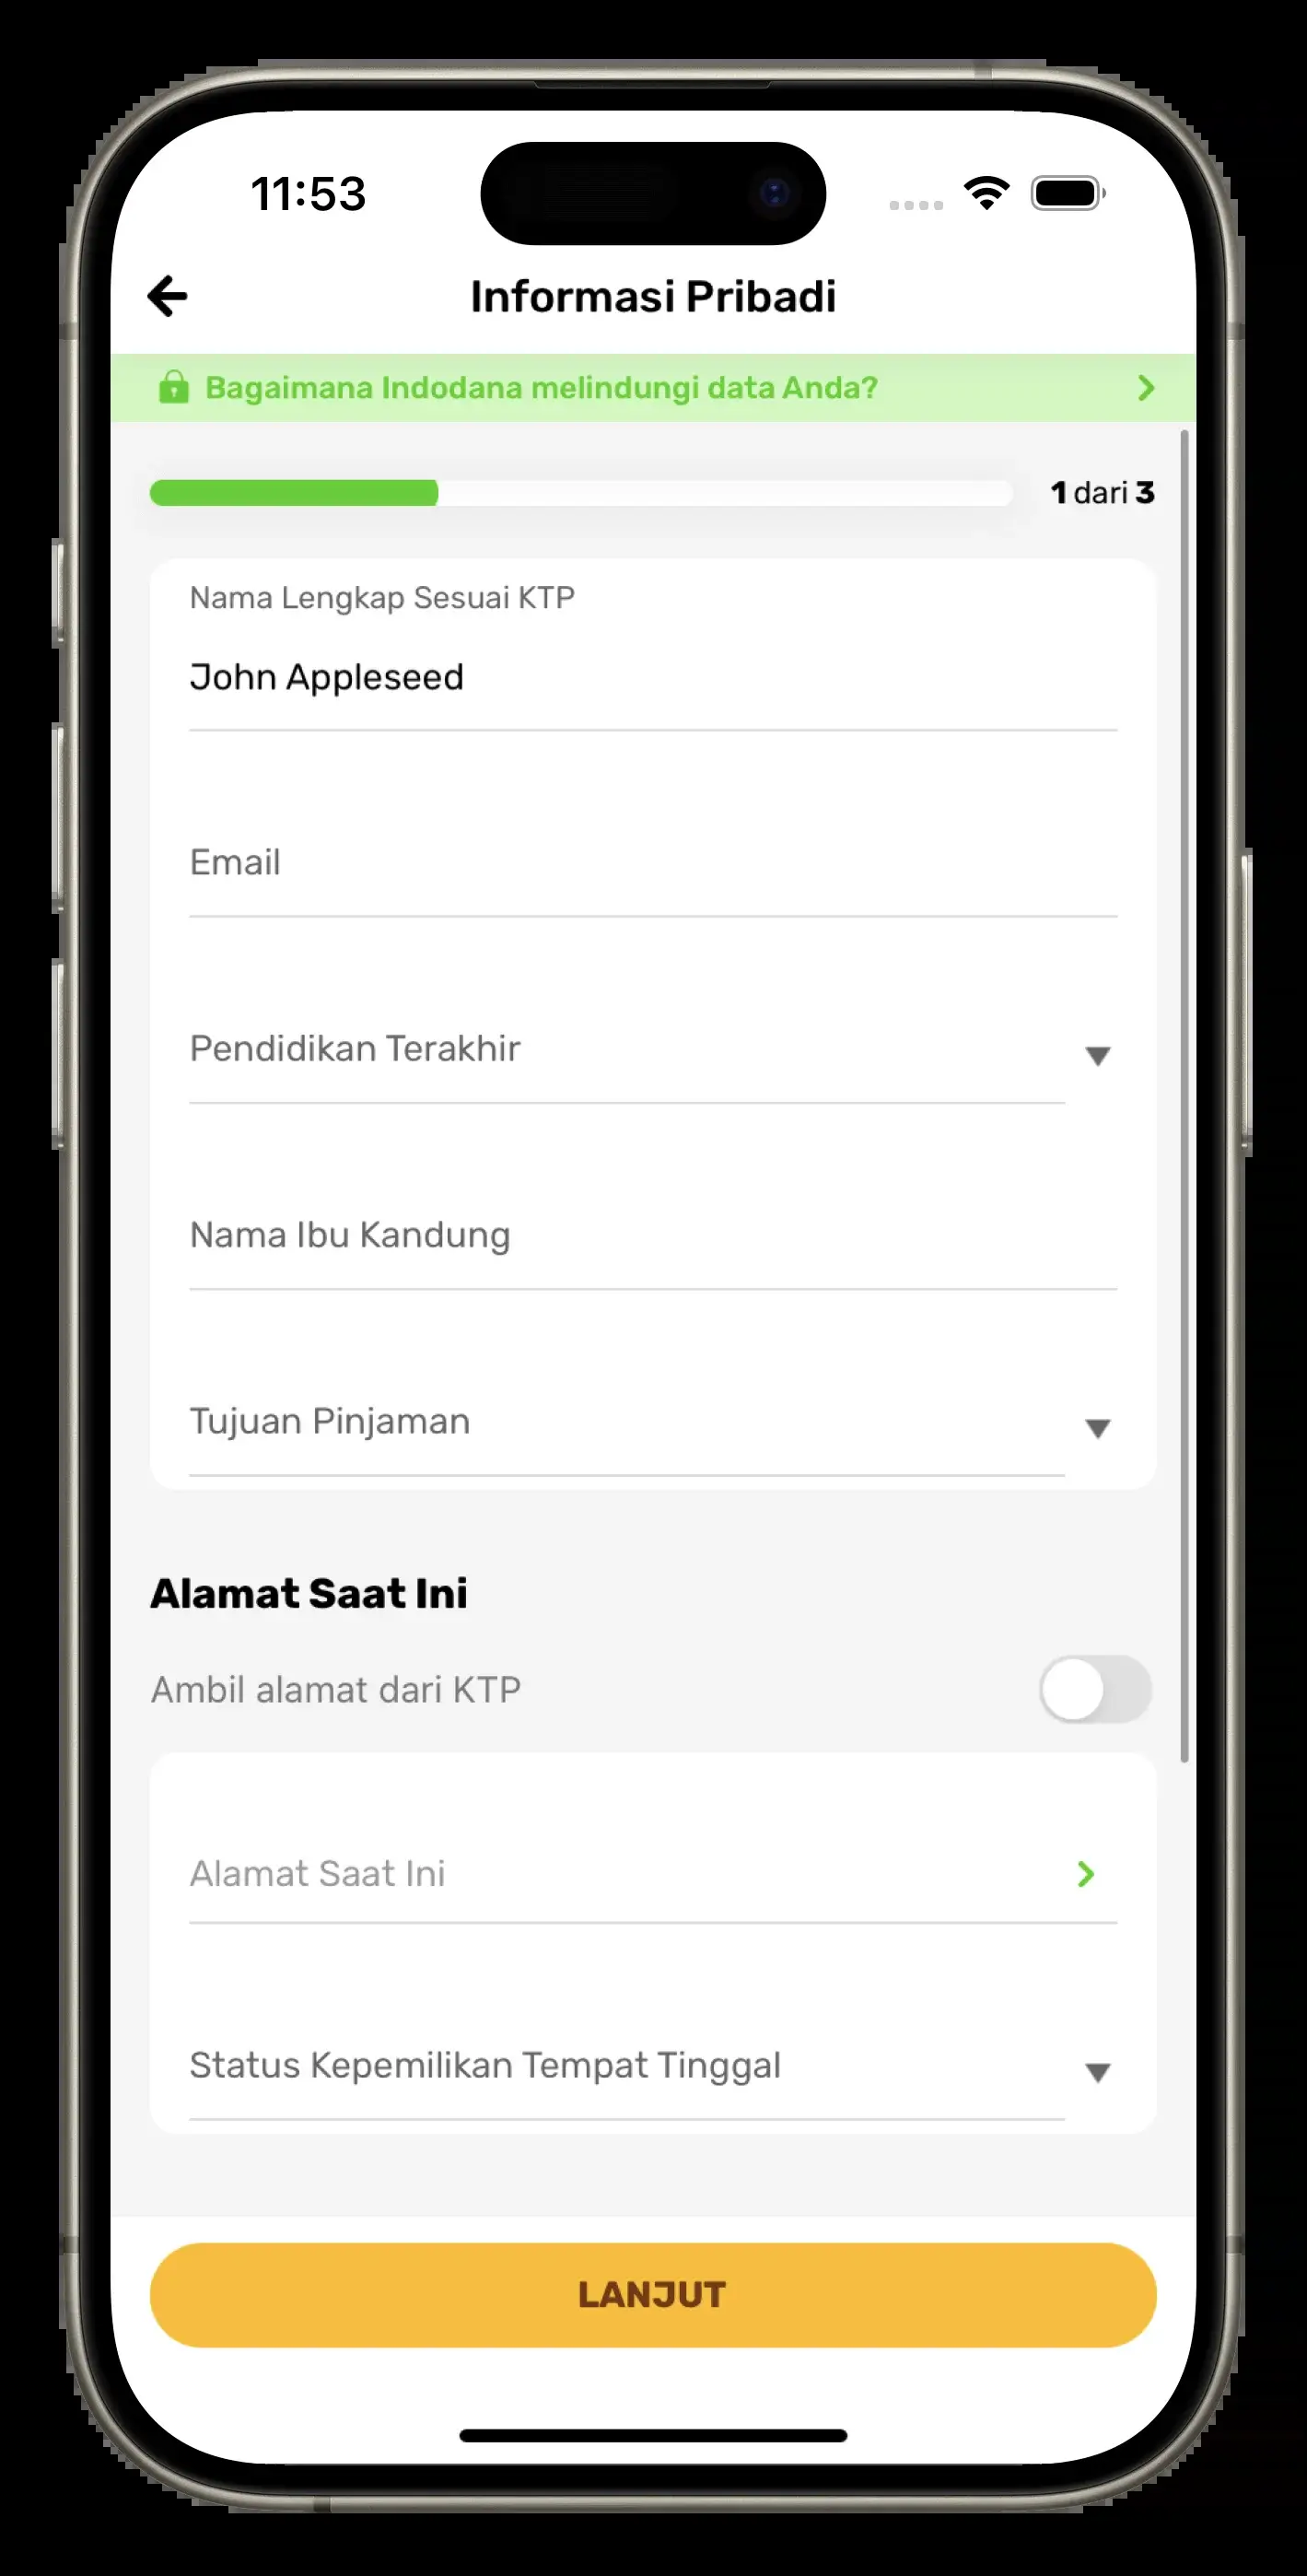 11:53
Informasi Pribadi
Bagaimana Indodana melindungi data Anda?
1 dari 3
Nama Lengkap Sesuai KTP
John Appleseed
Email
Pendidikan Terakhir
Nama Ibu Kandung
Tujuan Pinjaman
Alamat Saat Ini
Ambil alamat dari KTP
Alamat Saat Ini
Status Kepemilikan Tempat Tinggal
LANJUT